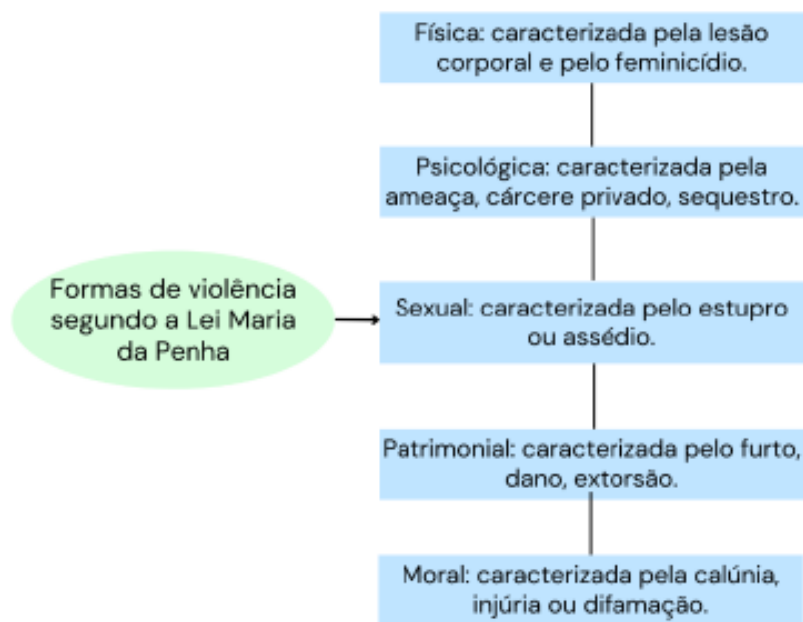 Física: caracterizada pela lesão
corporal e pelo feminicídio.
Psicológica: caracterizada pela
ameaça, cárcere privado, sequestro.
Formas de violência
segundo a Lei Maria
da Penha
Sexual: caracterizada pelo estupro
ou assédio.
Patrimonial: caracterizada pelo furto,
dano, extorsão.
Moral: caracterizada pela calúnia,
injúria ou difamação.